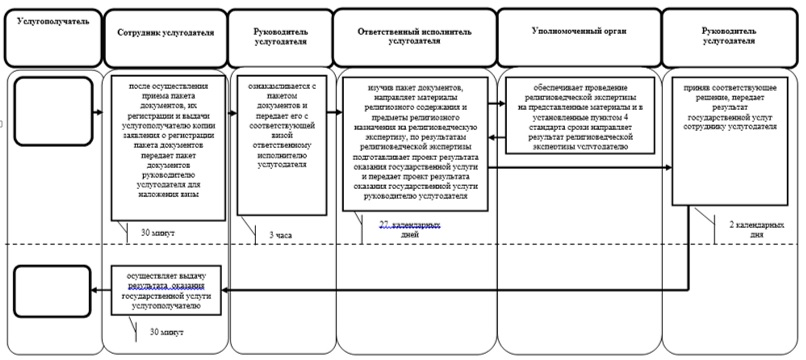 Услугополучатель
Сотрудник услугодателя
Руководитель
услугодателя
Ответственный исполнитель
услугодателя
Уполномоченный орган
Руководитель
услугодателя
после осуществления
приема пакета
документов, их
регистрации и выдачи
услугополучателю копии
заявления о регистрации
пакета документов
передает пакет
документов
руководителю
услугодателя для
наложения визы
30 минут
ознакамливается с
пакетом
документов и
передает его с
соответствующей
визой
ответственному
исполнителю
услугодателя
3 часа
изучив пакет документов,
направляет материалы
религиозного содержания и
предметы религиозного
назначения на религиоведческую
экспертизу, по результатам
религиоведческой экспертизы
подготавливает проект результата
оказания государственной услуги
и передает проект результата
оказания государственной услуги
руководителю услугодателя
27 календарных
дней
обеспечивает проведение
религиоведческой экспертизы
на представленные материалы и в
установленные пунктом 4
стандарта сроки направляет
результат религиоведческой
экспертизы услугодателю
приняв соответствующее
решение, передает
результат
государственной услуг
сотруднику услугодателя
2 календарных
дня
осуществляет выдачу
результата оказания
государственной услуги
услугополучателю
30 минут